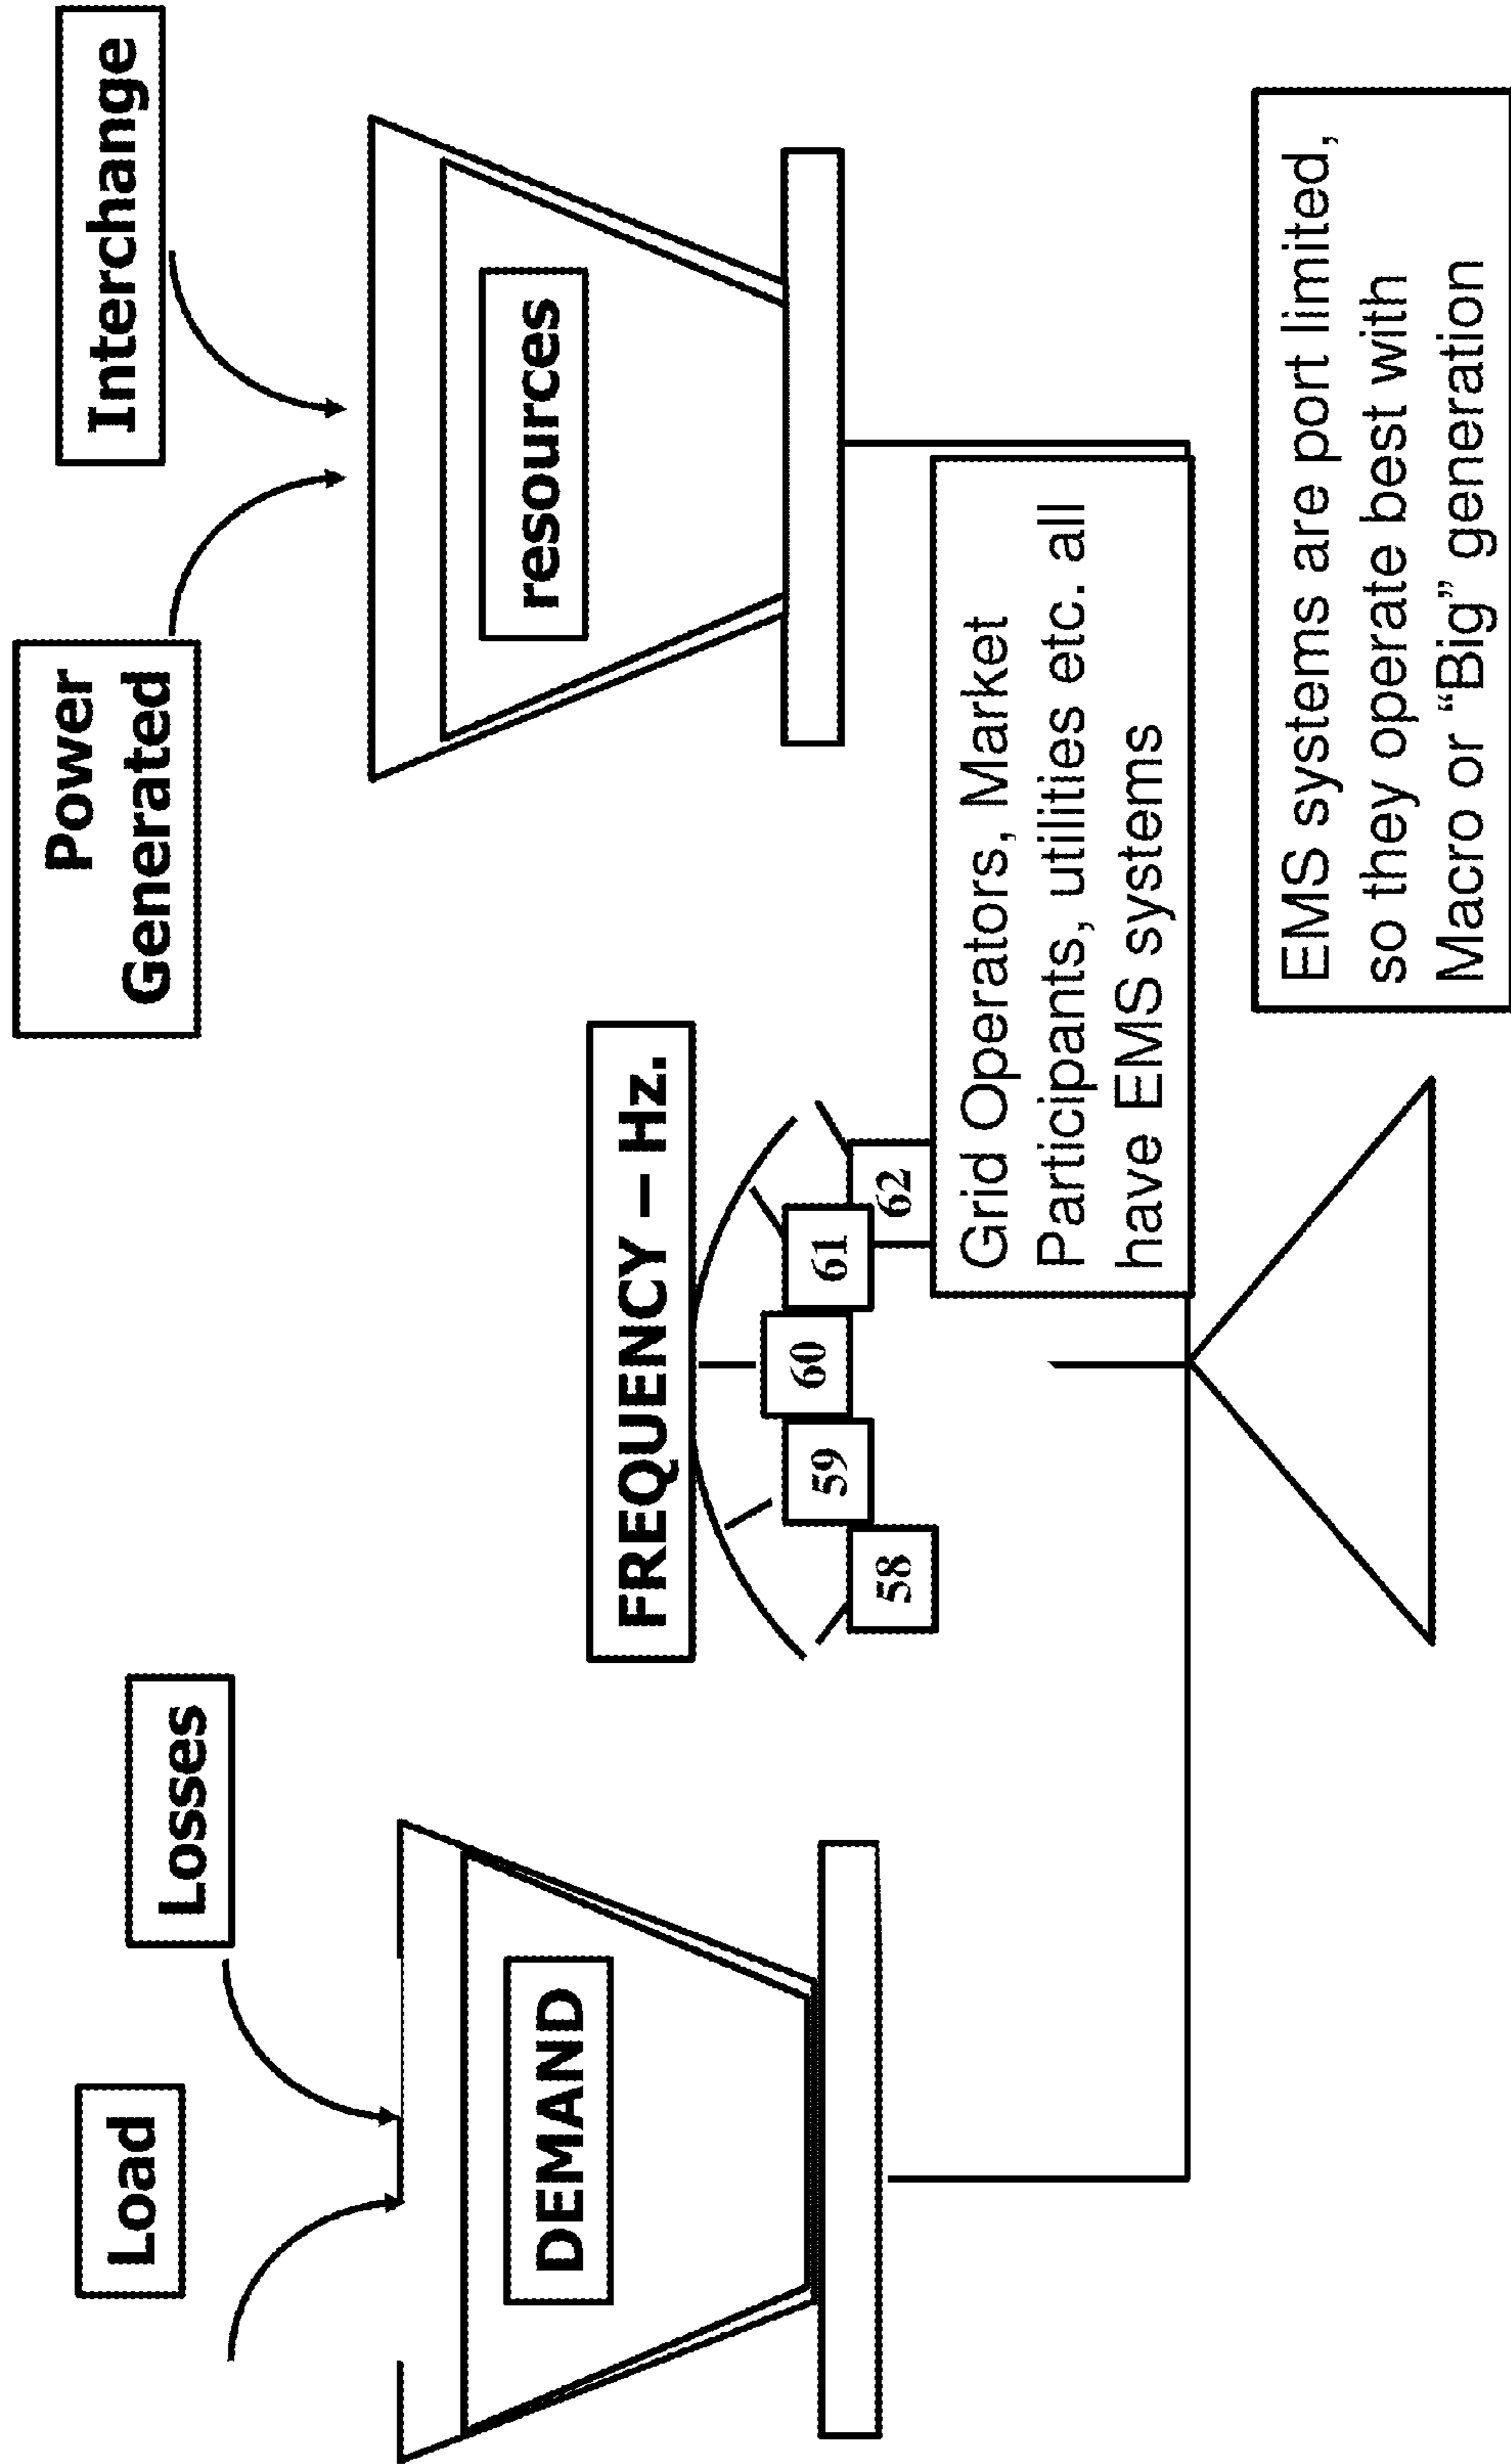 Load
Losses
Power
Generated
Interchange
DEMAND
FREQUENCY – Hz.
resources
58
59
60
61
62
Grid Operators, Market
Participants, utilities etc. all
have EMS systems
EMS systems are port limited,
so they operate best with
Macro or “Big” generation